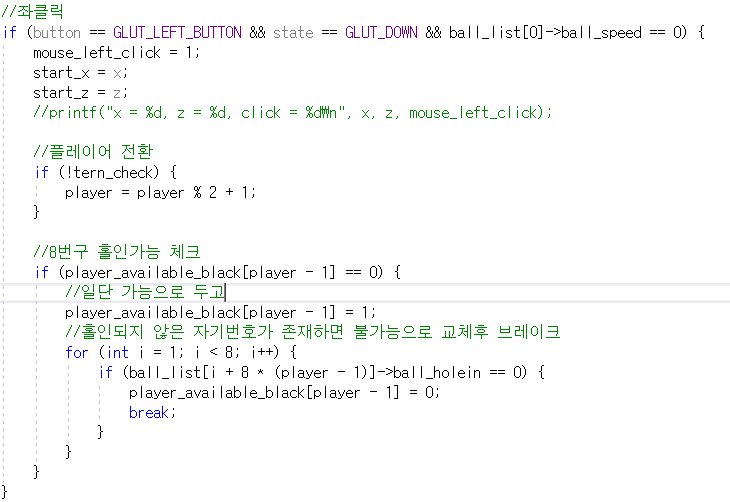 //좌클릭
if (button == GLUT_LEFT_BUTTON && state == GLUT_DOWN && ball_list[0]->ball_speed == 0) {
mouse_left_click = 1;
start_x = x;
start_z = z;
//printf("x = %d, z = %d, click = %d₩n", x, z, mouse_left_click);
//플레이어 전환
if (!tern_check) {
player = player % 2 + 1;
}
//8번구 홀인가능 체크
if (player_available_black[player - 1] == 0) {
//일단 가능으로 두고
player_available_black[player - 1] = 1;
//홀인되지 않은 자기번호가 존재하면 불가능으로 교체후 브레이크
for (int i = 1; i < 8; i++) {
if (ball_list[i + 8 * (player - 1)]->ball_holein == 0) {
player_available_black[player - 1] = 0;
break;
}
}
}
}